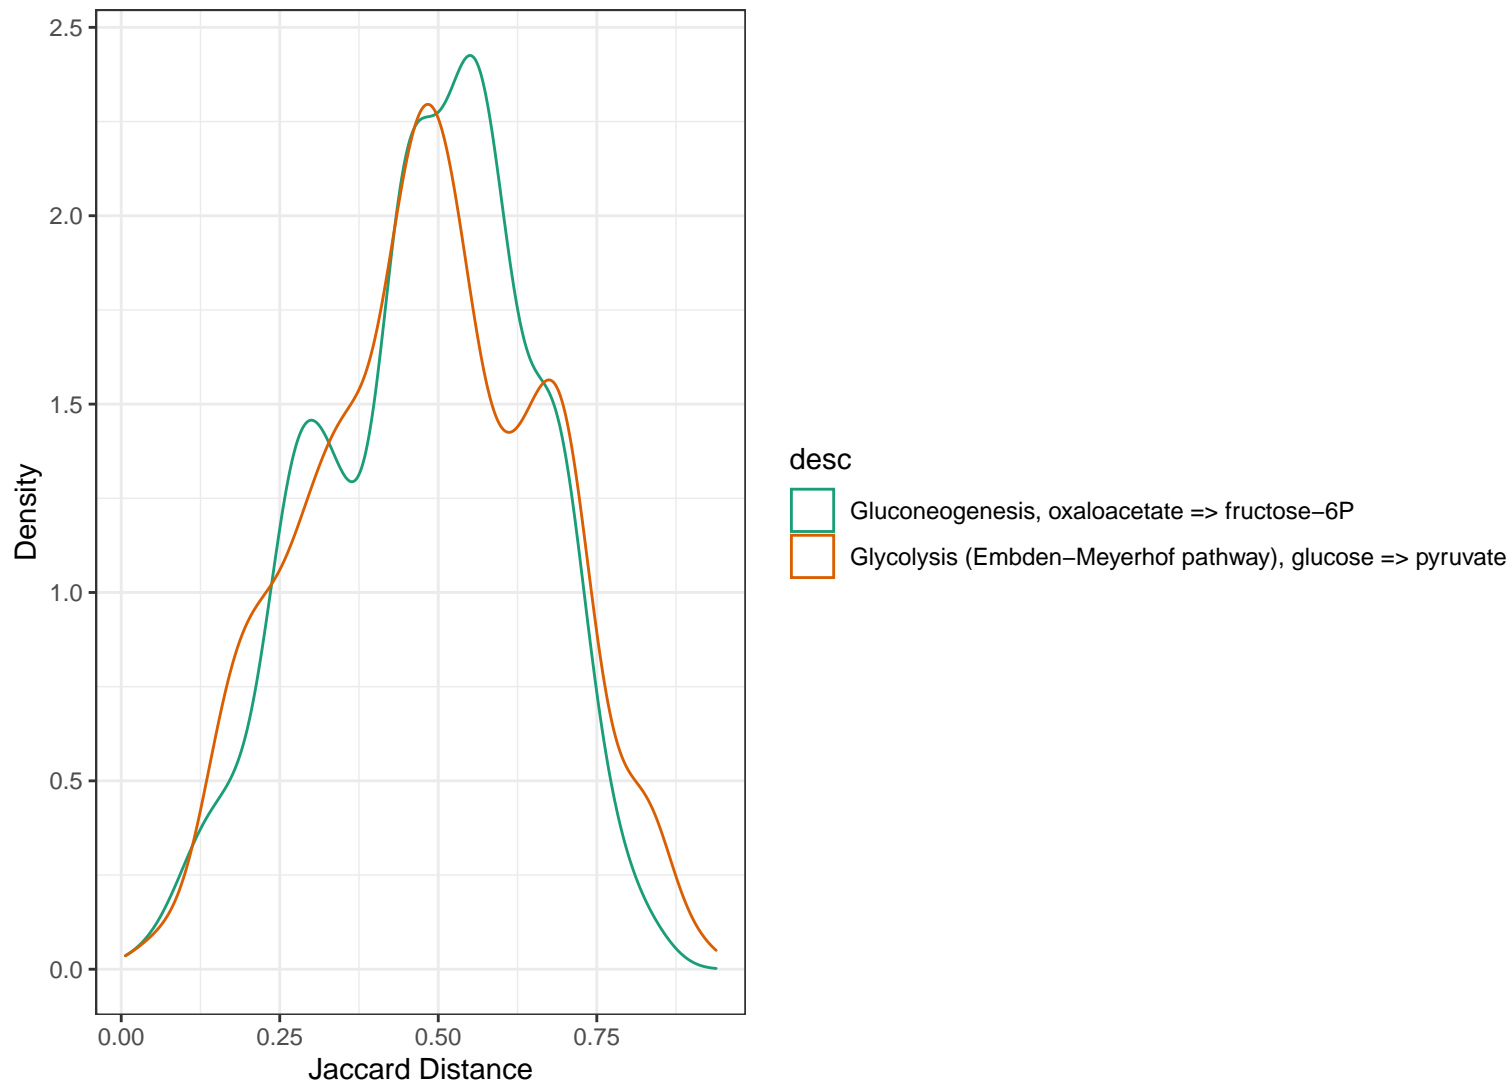 2.5
2.0
1.5
1.0
0.5
0.0
Density
0.00 0.25 0.50 0.75
Jaccard Distance
desc
Gluconeogenesis, oxaloacetate => fructose−6P
Glycolysis (Embden−Meyerhof pathway), glucose => pyruvate